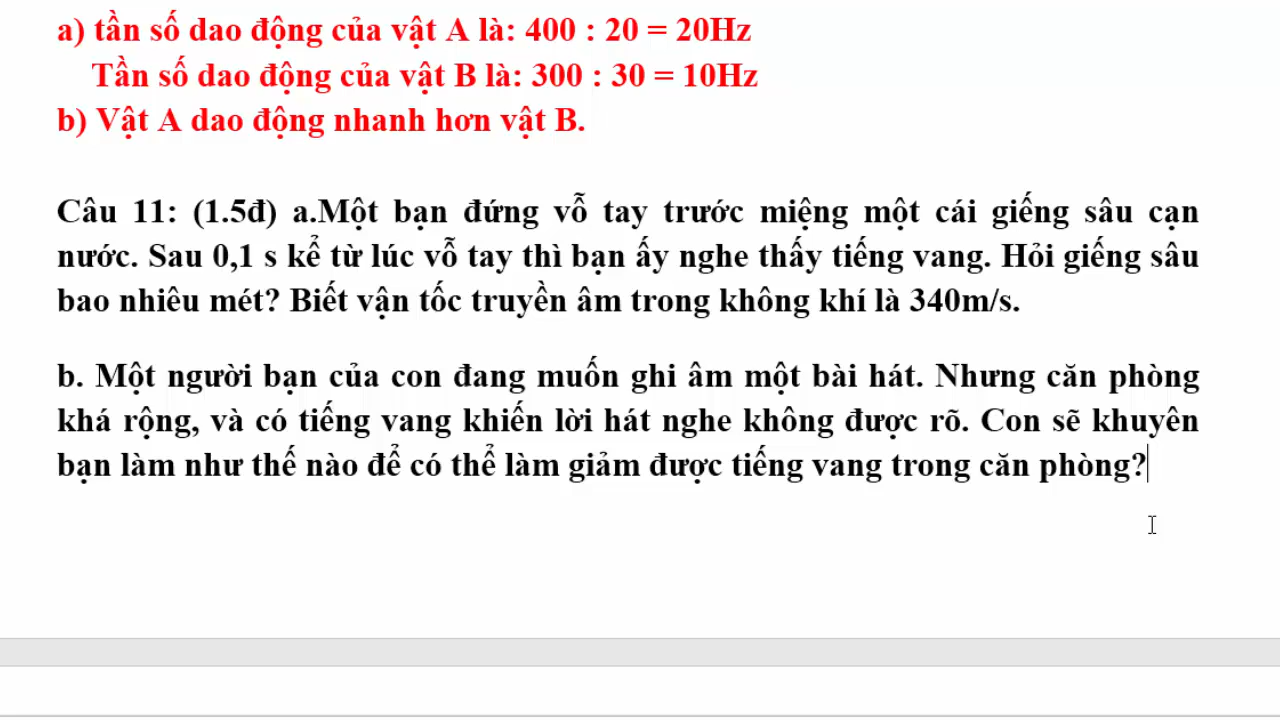 a) tần số dao động của vật A là: 400 : 20 = 20Hz
Tần số dao động của vật B là: 300 : 30 = 10Hz
b) Vật A dao động nhanh hơn vật B.
Câu 11: (1.5đ) a.Một bạn đứng vỗ tay trước miệng một cái giếng sâu cạn
nước. Sau 0,1 s kể từ lúc vỗ tay thì bạn ấy nghe thấy tiếng vang. Hỏi giếng sâu
bao nhiêu mét? Biết vận tốc truyền âm trong không khí là 340m/s.
b. Một người bạn của con đang muốn ghi âm một bài hát. Nhưng căn phòng
khá rộng, và có tiếng vang khiến lời hát nghe không được rõ. Con sẽ khuyên
bạn làm như thế nào để có thể làm giảm được tiếng vang trong căn phòng?